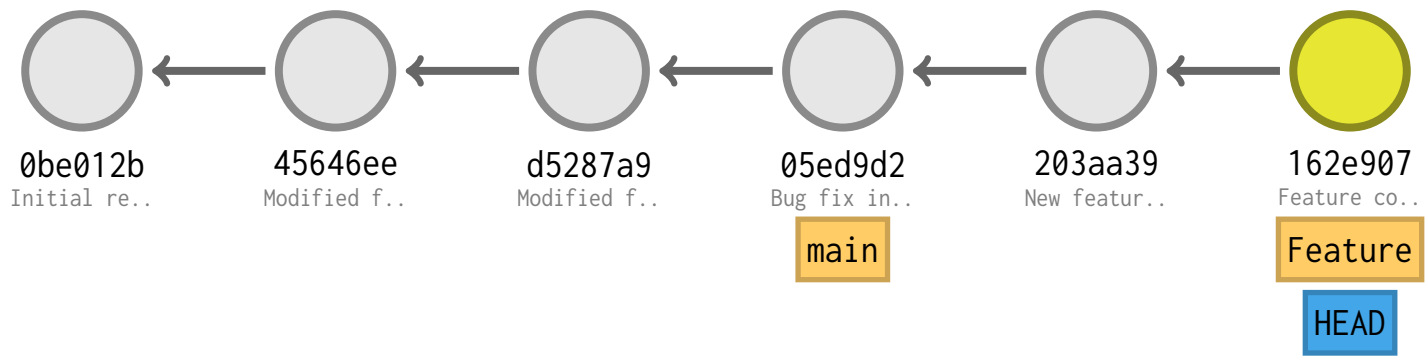 0be012b 45646ee d5287a9 05ed9d2 203aa39 162e907
Initial re.. Modified f.. Modified f.. Bug fix in.. New featur.. Feature co..
main Feature
HEAD